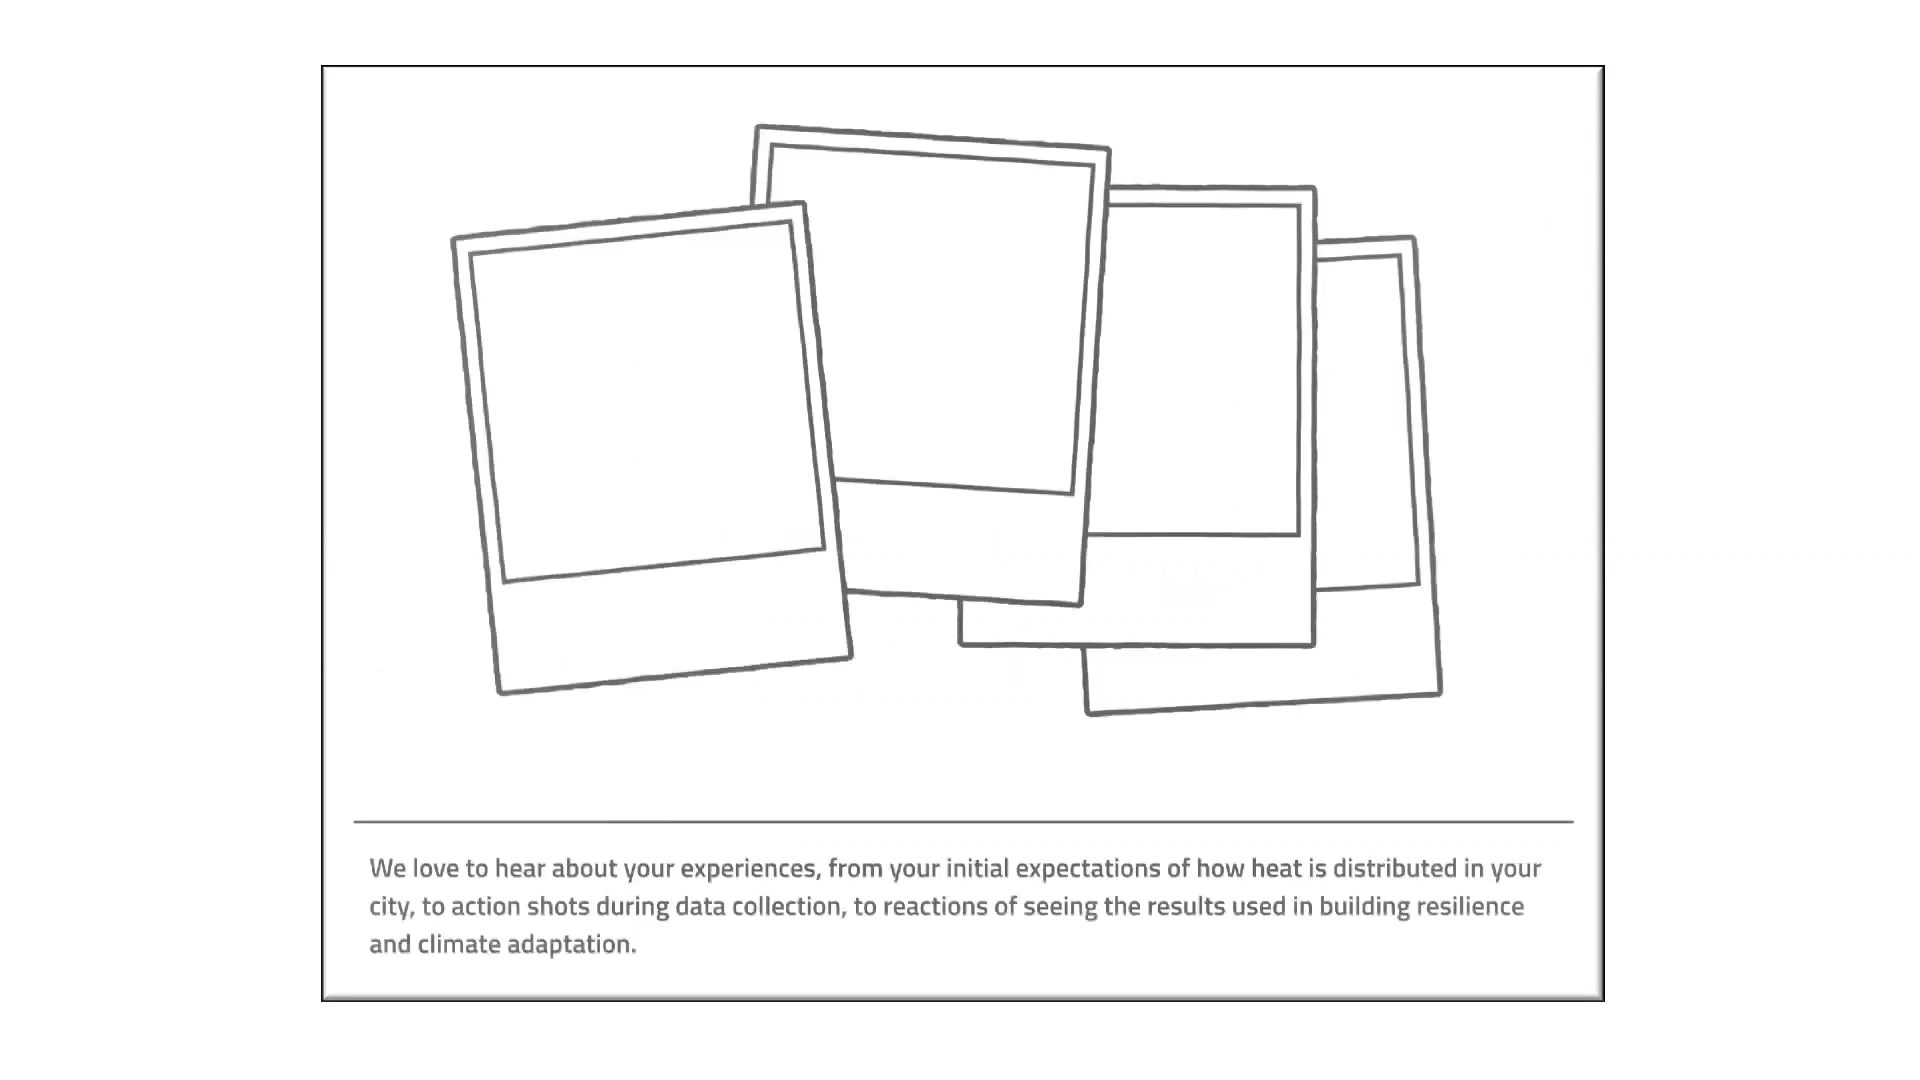 We love to hear about your experiences, from your initial expectations of how heat is distributed in your
city, to action shots during data collection, to reactions of seeing the results used in building resilience
and climate adaptation.